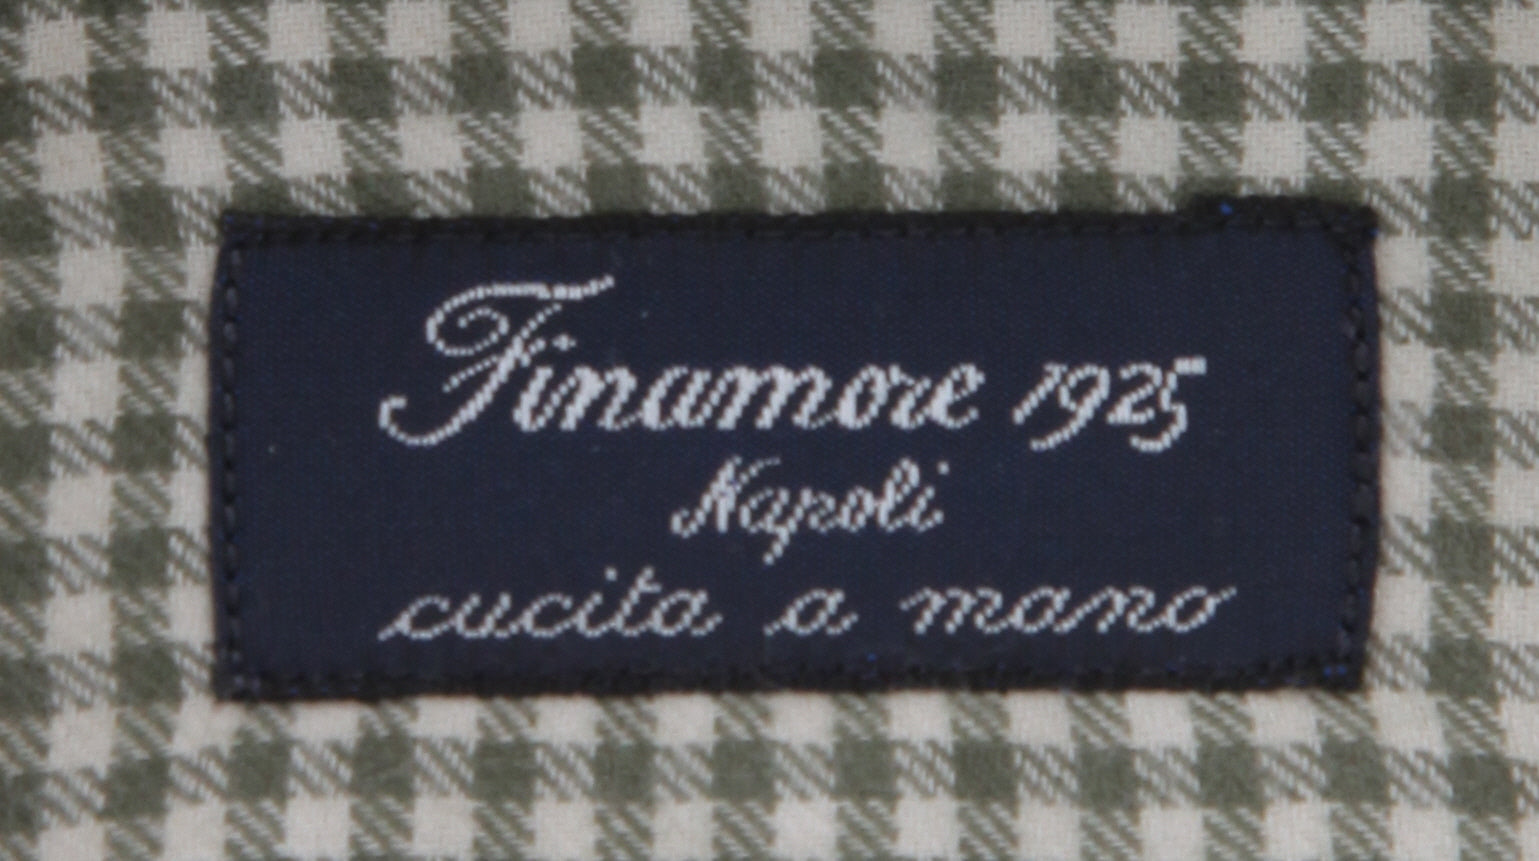 Finamore 1925
Napoli
cucita a mano